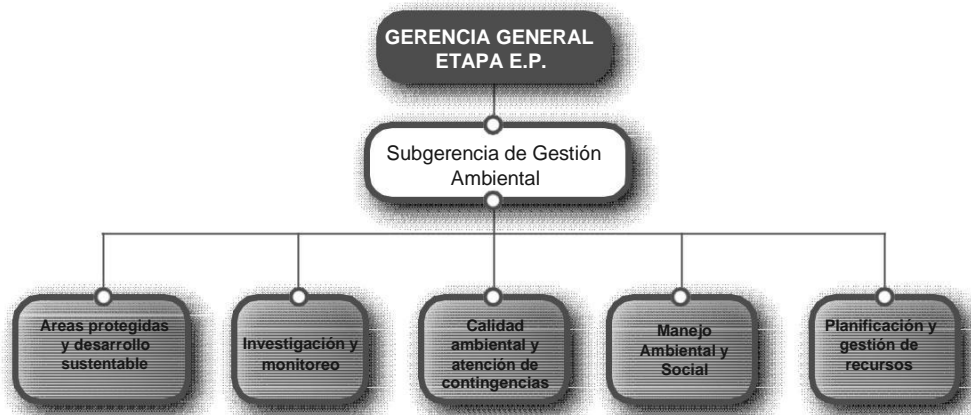 GERENCIA GENERAL
ETAPA E.P.
Subgerencia de Gestión
Ambiental
Areas protegidas
y desarrollo
sustentable
Investigación y
monitoreo
Calidad
ambiental y
atención de
contingencias
Manejo
Ambiental y
Social
Planificación y
gestión de
recursos